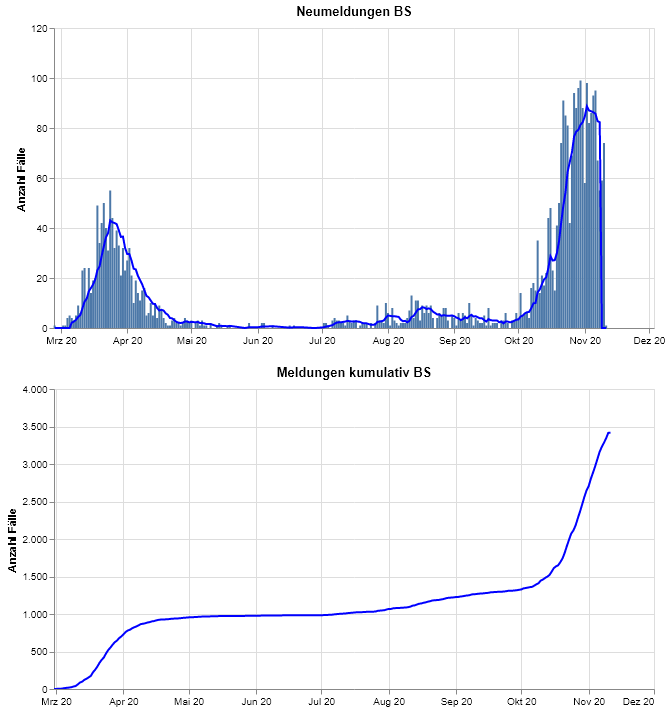 Neumeldungen BS
120
100
80
60
40
20
0
Anzahl Fälle
Mrz 20 Apr 20 Mai 20 Jun 20 Jul 20 Aug 20 Sep 20 Okt 20 Nov 20 Dez 20
Meldungen kumulativ BS
4.000
3.500
3.000
2.500
2.000
1.500
1.000
500
0
Anzahl Fälle
Mrz 20 Apr 20 Mai 20 Jun 20 Jul 20 Aug 20 Sep 20 Okt 20 Nov 20 Dez 20